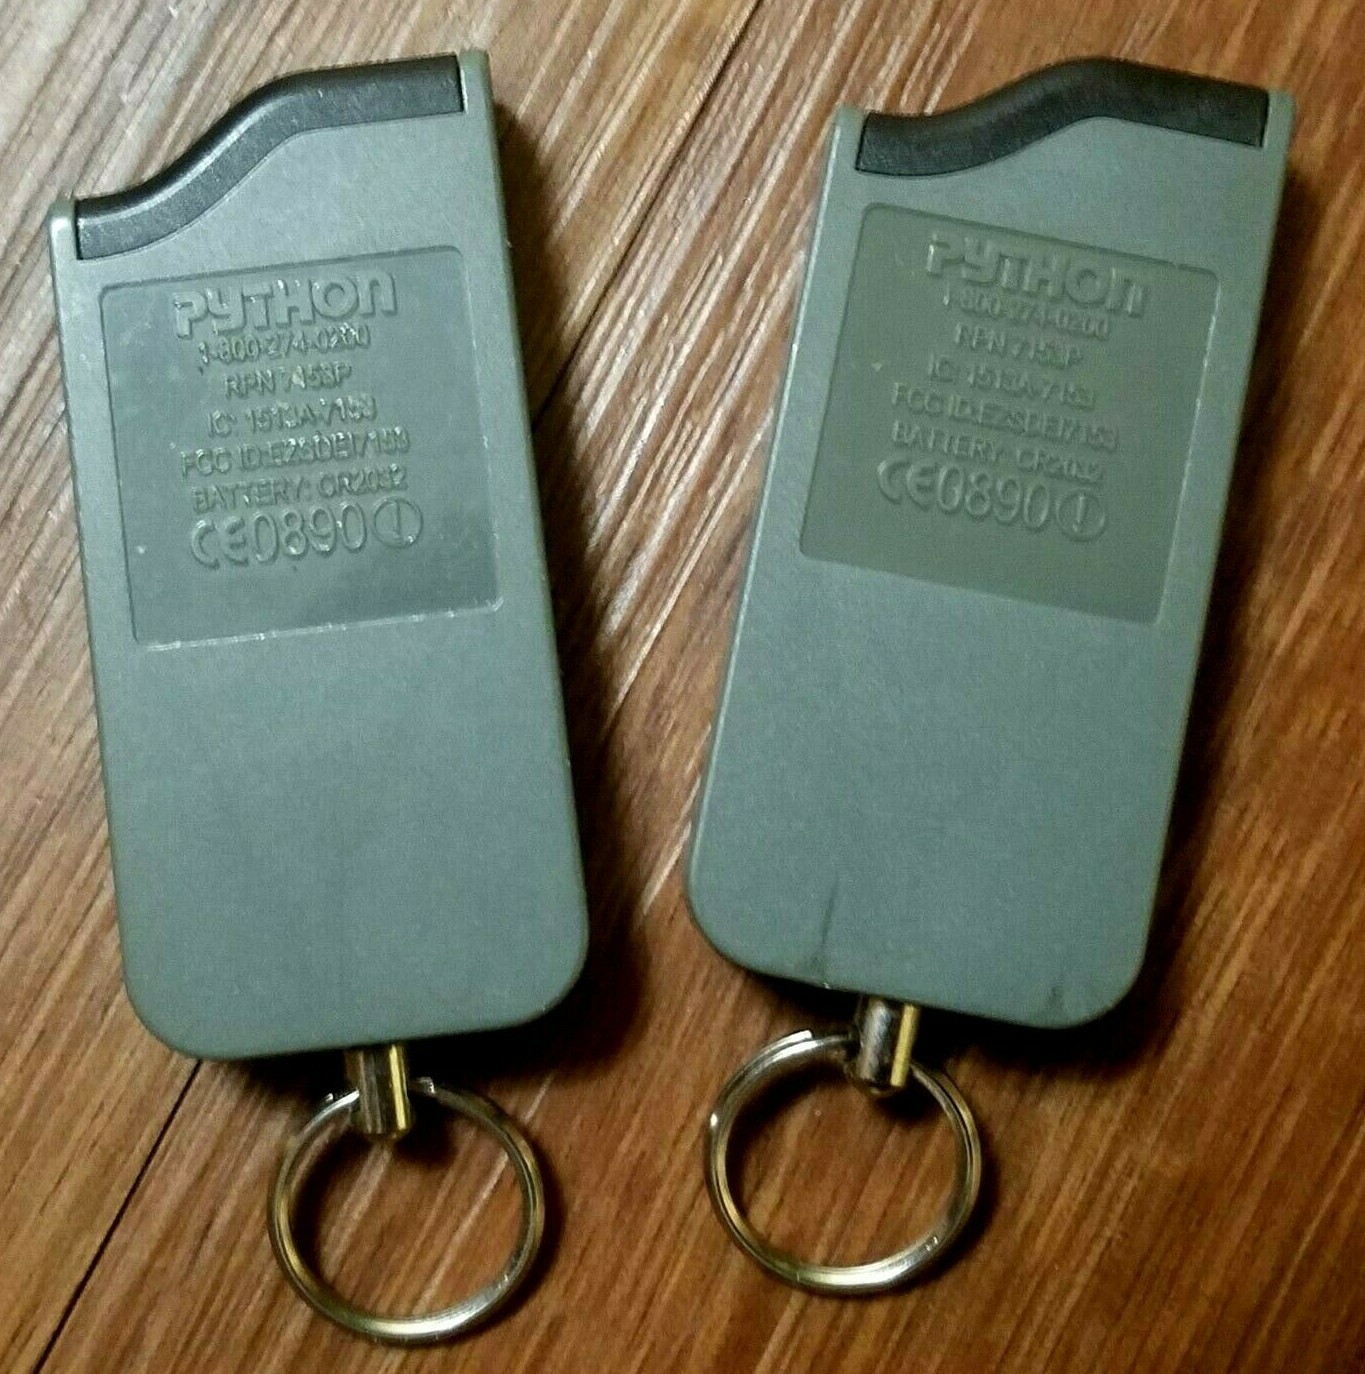 PYTHON
1-800-274-0200
RPN 7153P
IC: 1513A-7153
FCC ID:EZSDEI7153
BATTERY: CR2032
CE0890
PYTHON
1-800-274-0200
RPN 7153P
IC: 1513A-7153
FCC ID:EZSDEI7153
BATTERY: CR2032
CE0890